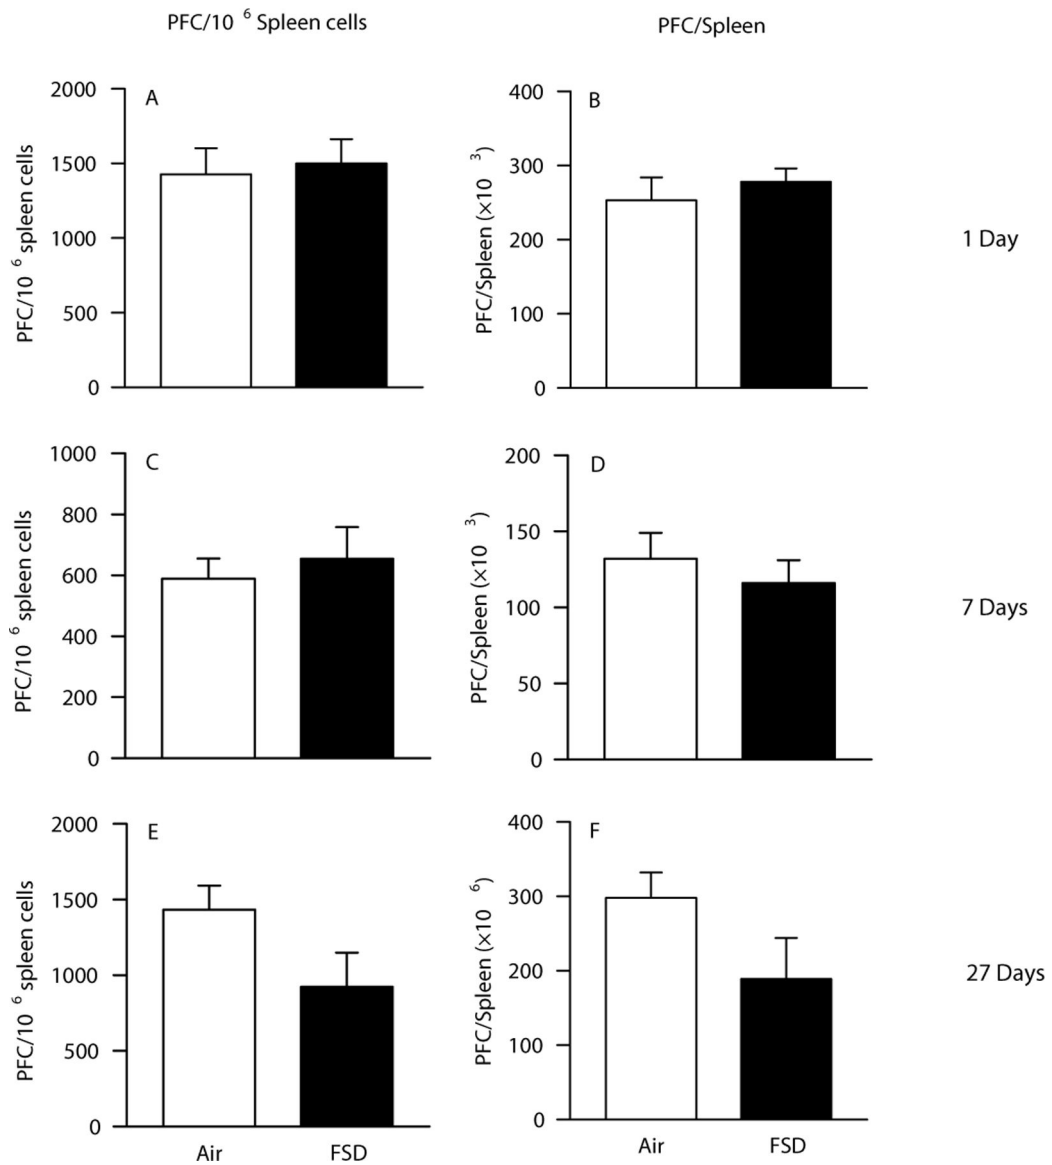 PFC/10 6 Spleen cells
PFC/Spleen
A
2000
1500
1000
500
0
PFC/10 6 spleen cells
B
400
300
200
100
0
PFC/Spleen (×10 3)
1 Day
C
1000
800
600
400
200
0
PFC/10 6 spleen cells
D
200
150
100
50
0
PFC/Spleen (×10 3)
7 Days
E
2000
1500
1000
500
0
PFC/10 6 spleen cells
Air
FSD
F
400
300
200
100
0
PFC/Spleen (×10 6)
Air
FSD
27 Days